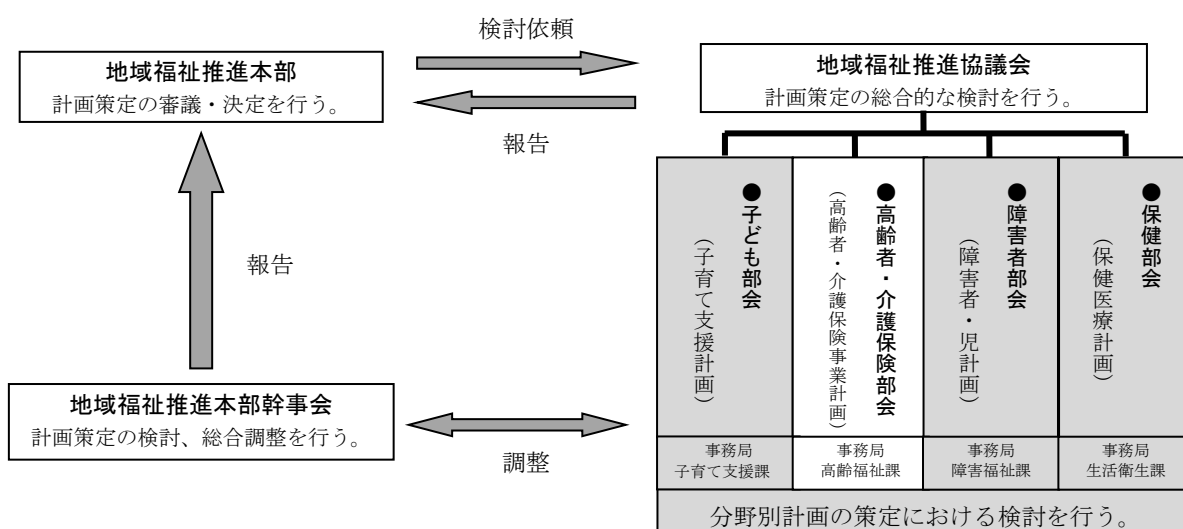 検討依頼
地域福祉推進本部
計画策定の審議・決定を行う。
報告
地域福祉推進協議会
計画策定の総合的な検討を行う。
●子ども部会
（子育て支援計画）
●高齢者・介護保険部会
（高齢者・介護保険事業計画）
●障害者部会
（障害者・児計画）
●保健部会
（保健医療計画）
報告
地域福祉推進本部幹事会
計画策定の検討、総合調整を行う。
調整
事務局
子育て支援課
事務局
高齢福祉課
事務局
障害福祉課
事務局
生活衛生課
分野別計画の策定における検討を行う。